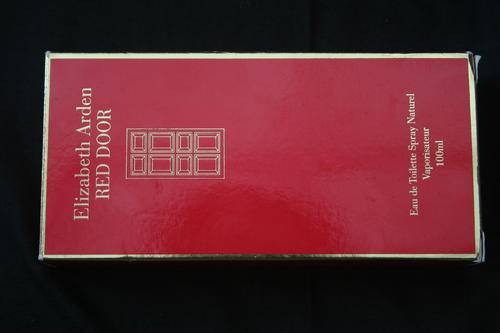 Elizabeth Arden
RED DOOR
Eau de Toilette Spray Naturel
Vaporisateur
100ml